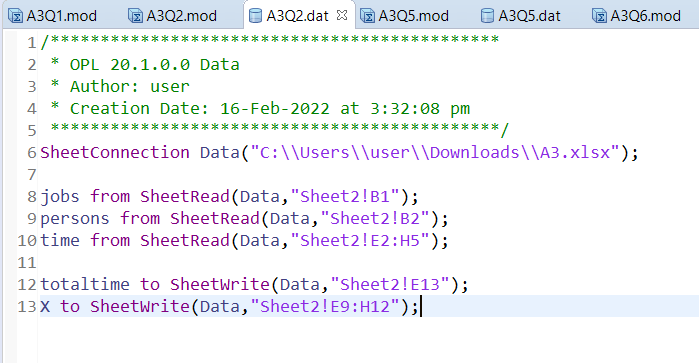 A3Q1.mod A3Q2.mod A3Q2.dat A3Q5.mod A3Q5.dat A3Q6.mod
1 /*********************************************
2  * OPL 20.1.0.0 Data
3  * Author: user
4  * Creation Date: 16-Feb-2022 at 3:32:08 pm
5  *********************************************/
6 SheetConnection Data("C:\\Users\\user\\Downloads\\A3.xlsx");
7
8 jobs from SheetRead(Data,"Sheet2!B1");
9 persons from SheetRead(Data,"Sheet2!B2");
10 time from SheetRead(Data,"Sheet2!E2:H5");
11
12 totaltime to SheetWrite(Data,"Sheet2!E13");
13 X to SheetWrite(Data,"Sheet2!E9:H12");